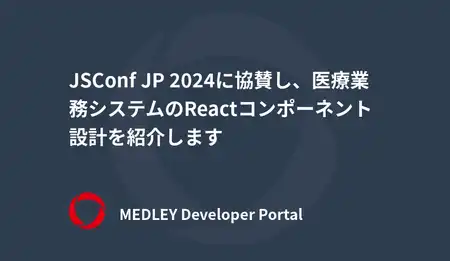 JSConf JP 2024に協賛し、医療業
務システムのReactコンポーネント
設計を紹介します
MEDLEY Developer Portal